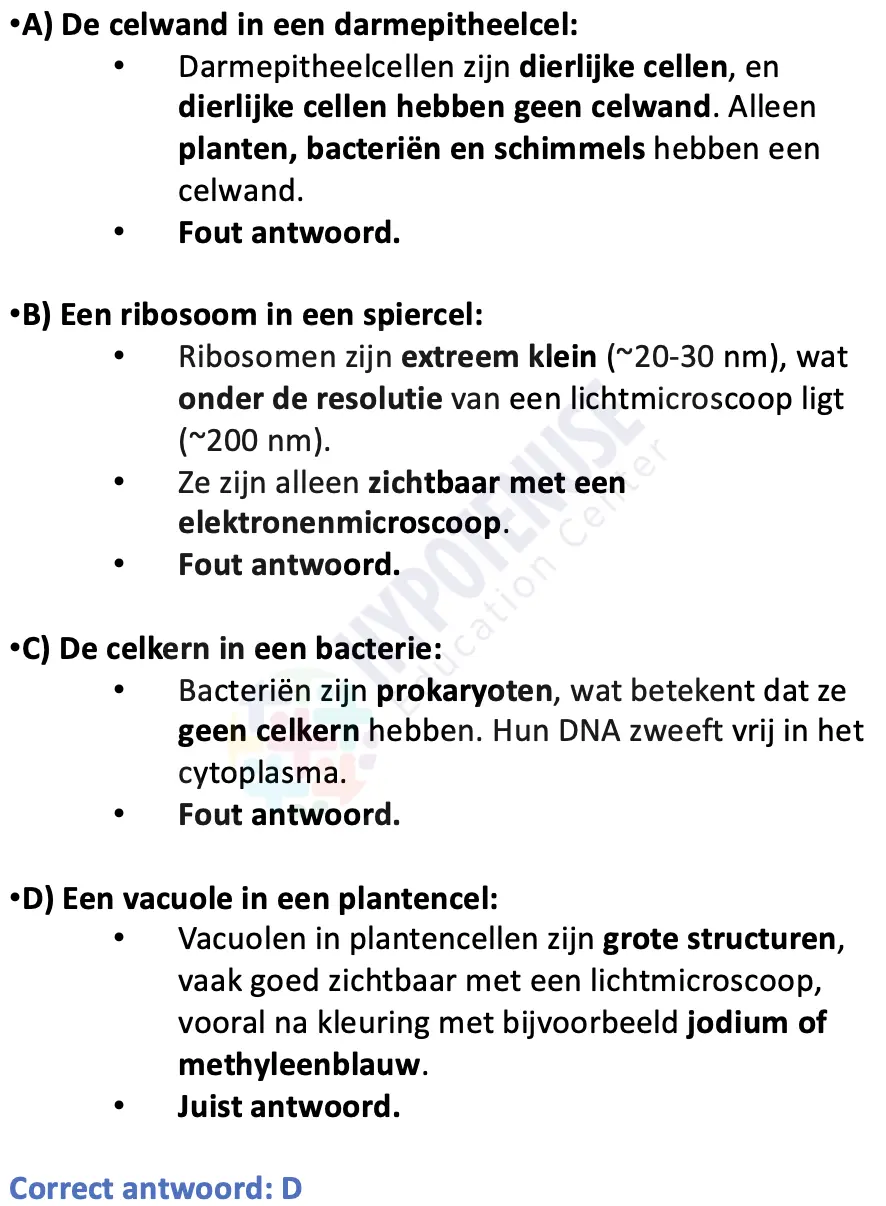 •A) De celwand in een darmepitheelcel:
• Darmepitheelcellen zijn dierlijke cellen, en
dierlijke cellen hebben geen celwand. Alleen
planten, bacteriën en schimmels hebben een
celwand.
• Fout antwoord.
•B) Een ribosoom in een spiercel:
• Ribosomen zijn extreem klein (~20-30 nm), wat
onder de resolutie van een lichtmicroscoop ligt
(~200 nm).
• Ze zijn alleen zichtbaar met een
elektronenmicroscoop.
• Fout antwoord.
•C) De celkern in een bacterie:
• Bacteriën zijn prokaryoten, wat betekent dat ze
geen celkern hebben. Hun DNA zweeft vrij in het
cytoplasma.
• Fout antwoord.
•D) Een vacuole in een plantencel:
• Vacuolen in plantencellen zijn grote structuren,
vaak goed zichtbaar met een lichtmicroscoop,
vooral na kleuring met bijvoorbeeld jodium of
methyleenblauw.
• Juist antwoord.
Correct antwoord: D
HYPOTENUSE
Education Center